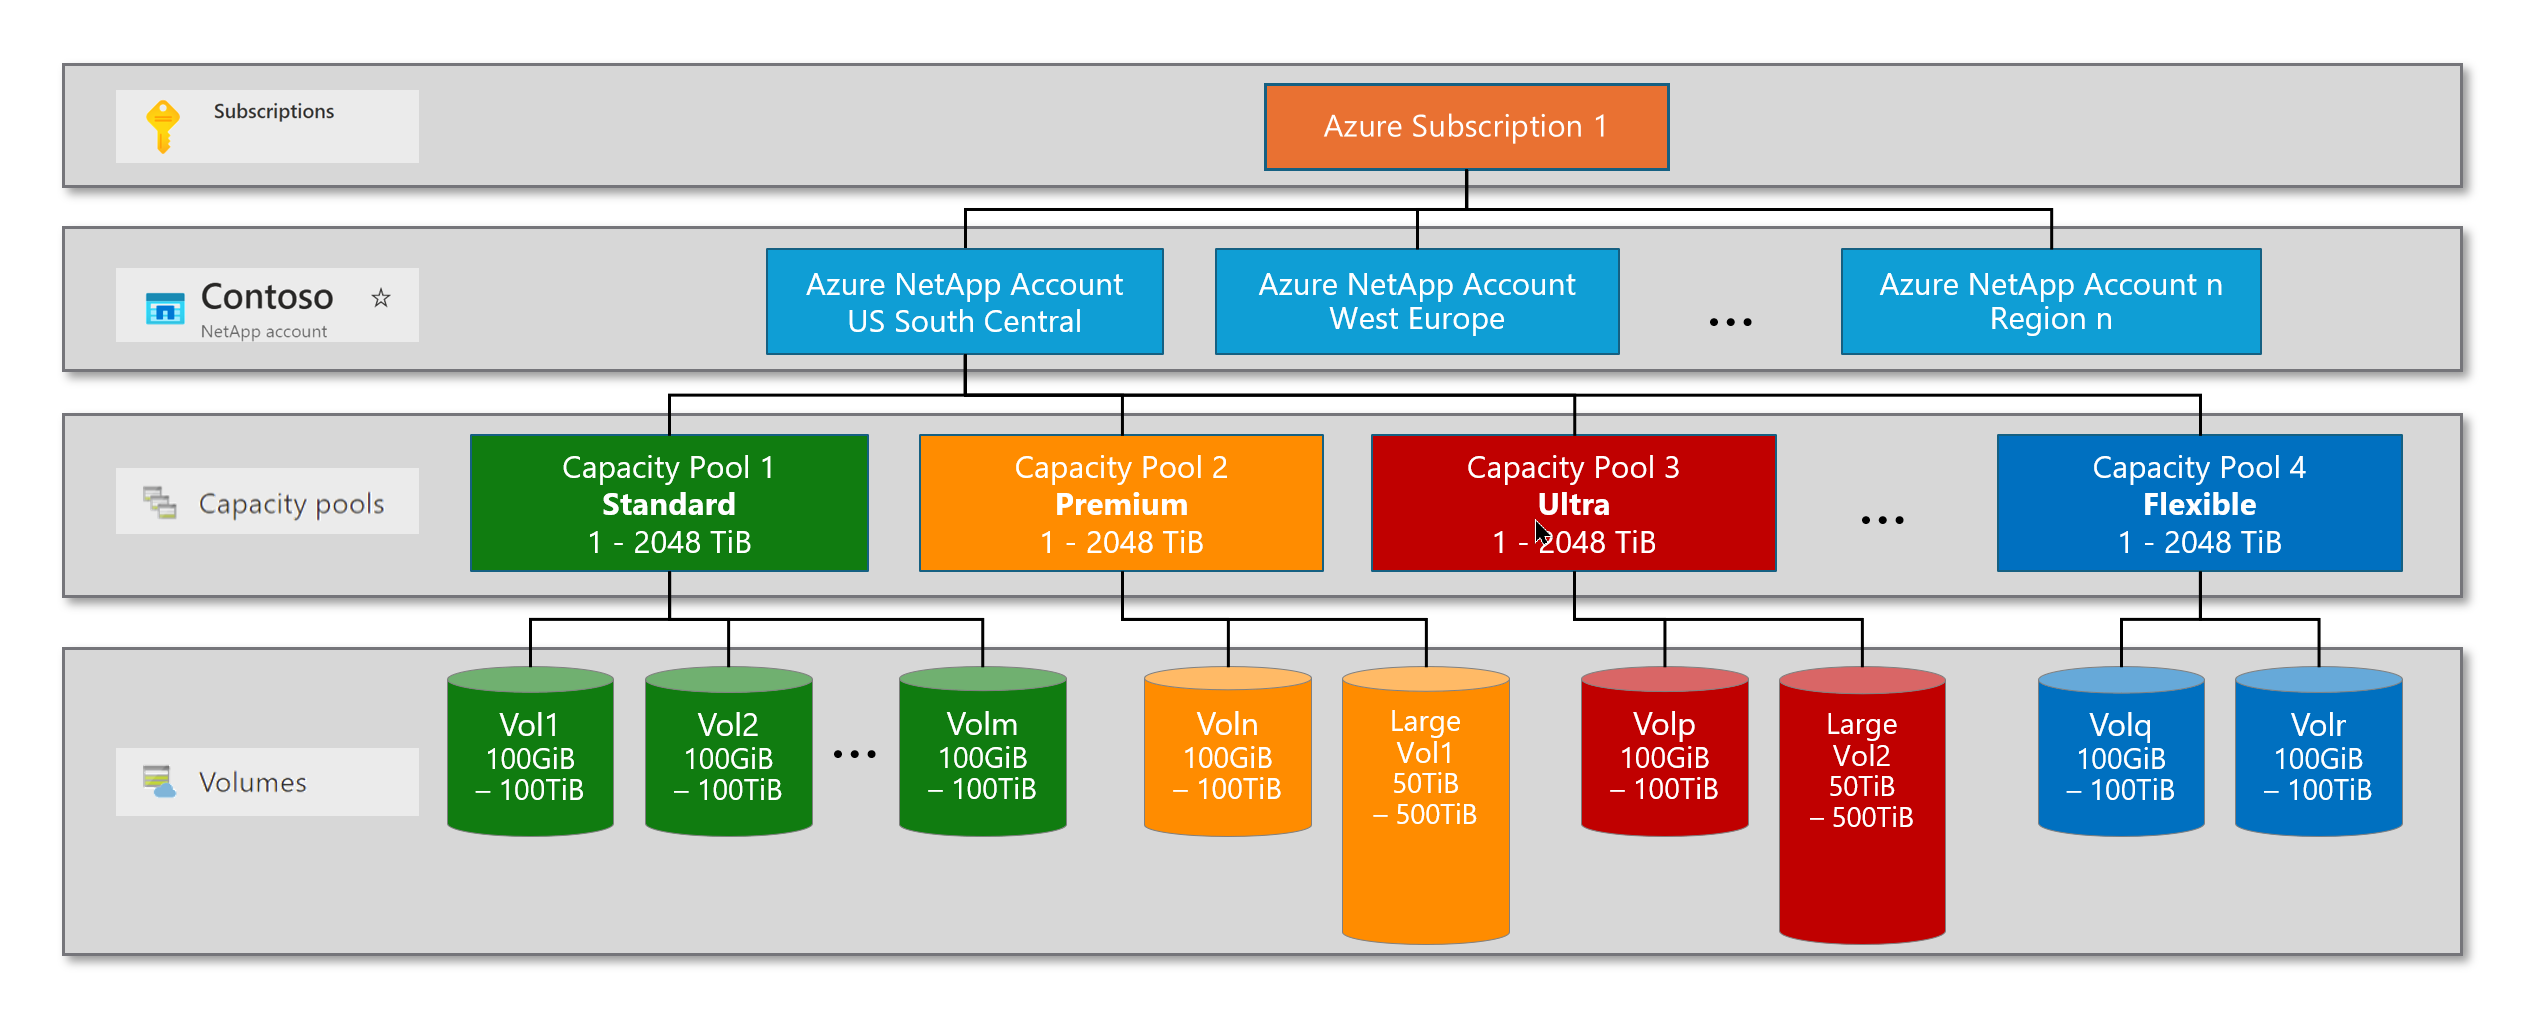 Subscriptions
Azure Subscription 1
Contoso
NetApp account
Azure NetApp Account
US South Central
Azure NetApp Account
West Europe
...
Azure NetApp Account n
Region n
Capacity pools
Capacity Pool 1
Standard
1 - 2048 TiB
Capacity Pool 2
Premium
1 - 2048 TiB
Capacity Pool 3
Ultra
1 - 2048 TiB
...
Capacity Pool 4
Flexible
1 - 2048 TiB
Volumes
Vol1
100GiB
– 100TiB
Vol2
100GiB
– 100TiB
...
Volm
100GiB
– 100TiB
Voln
100GiB
– 100TiB
Large
Vol1
50TiB
– 500TiB
Volp
100GiB
– 100TiB
Large
Vol2
50TiB
– 500TiB
Volq
100GiB
– 100TiB
Volr
100GiB
– 100TiB